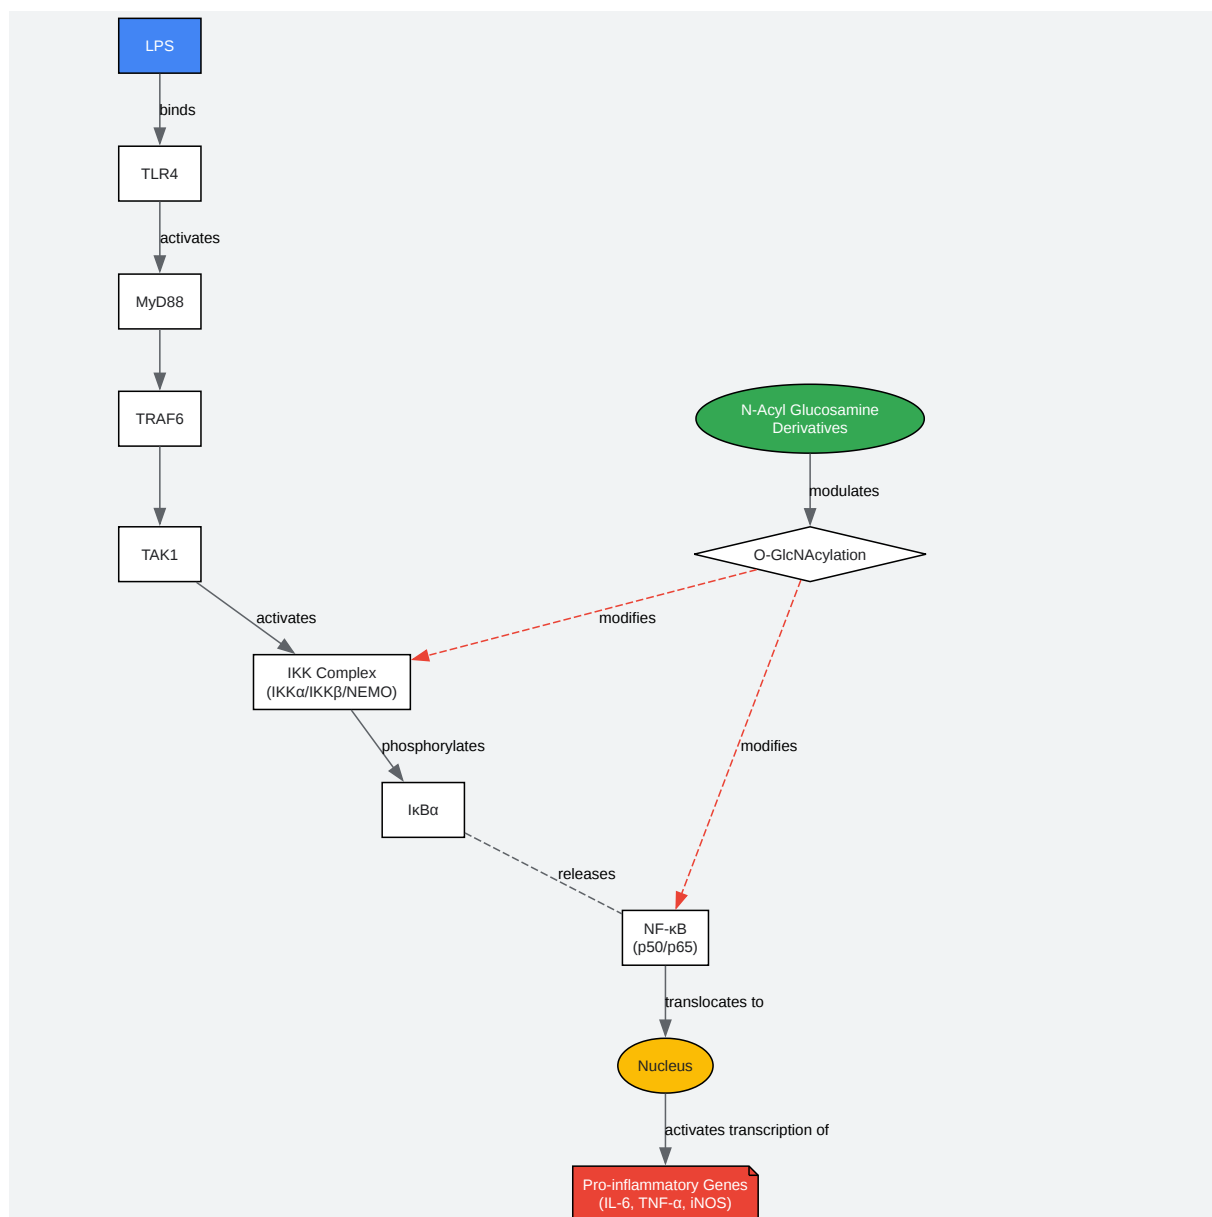 LPS
binds
TLR4
activates
MyD88
TRAF6
N-Acyl Glucosamine
Derivatives
modulates
TAK1
O-GlcNAcylation
activates
modifies
IKK Complex
(IKKα/IKKβ/NEMO)
phosphorylates
modifies
IκBα
releases
NF-κB
(p50/p65)
translocates to
Nucleus
activates transcription of
Pro-inflammatory Genes
(IL-6, TNF-α, iNOS)